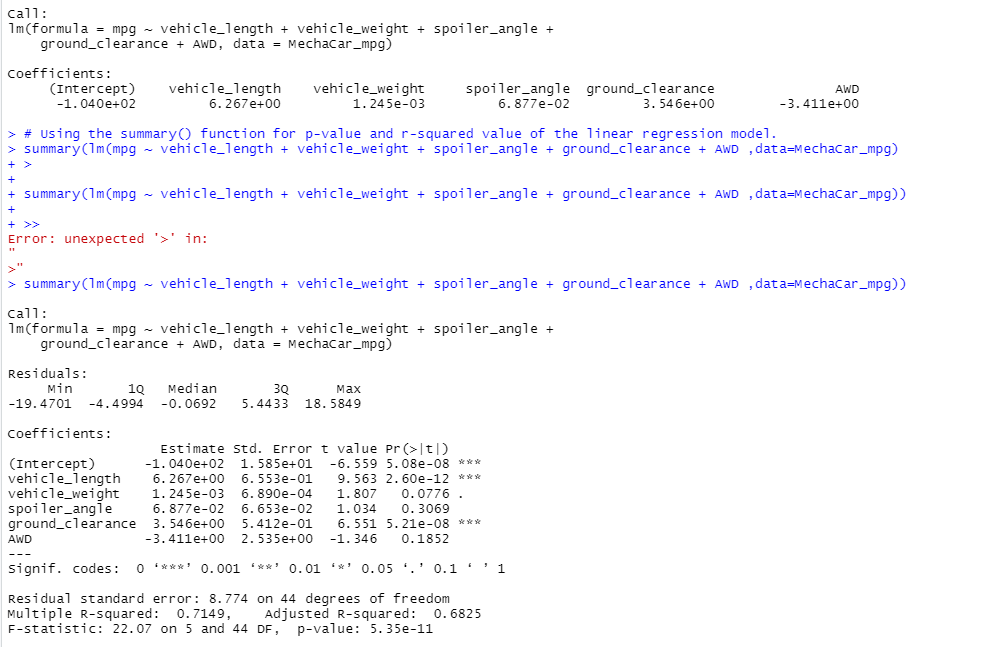 Call:
lm(formula = mpg ~ vehicle_length + vehicle_weight + spoiler_angle +
    ground_clearance + AWD, data = MechaCar_mpg)
Coefficients:
     (Intercept)    vehicle_length    vehicle_weight     spoiler_angle  ground_clearance               AWD
      -1.040e+02         6.267e+00         1.245e-03         6.877e-02         3.546e+00        -3.411e+00
> # Using the summary() function for p-value and r-squared value of the linear regression model.
> summary(lm(mpg ~ vehicle_length + vehicle_weight + spoiler_angle + ground_clearance + AWD ,data=MechaCar_mpg)
+ >
+
+ summary(lm(mpg ~ vehicle_length + vehicle_weight + spoiler_angle + ground_clearance + AWD ,data=MechaCar_mpg))
+
+ >>
Error: unexpected '>' in:
"
>"
> summary(lm(mpg ~ vehicle_length + vehicle_weight + spoiler_angle + ground_clearance + AWD ,data=MechaCar_mpg))
Call:
lm(formula = mpg ~ vehicle_length + vehicle_weight + spoiler_angle +
    ground_clearance + AWD, data = MechaCar_mpg)
Residuals:
     Min       1Q   Median       3Q      Max
-19.4701  -4.4994  -0.0692   5.4433  18.5849
Coefficients:
                   Estimate Std. Error t value Pr(>|t|)
(Intercept)      -1.040e+02  1.585e+01  -6.559 5.08e-08 ***
vehicle_length    6.267e+00  6.553e-01   9.563 2.60e-12 ***
vehicle_weight    1.245e-03  6.890e-04   1.807   0.0776 .
spoiler_angle     6.877e-02  6.653e-02   1.034   0.3069
ground_clearance  3.546e+00  5.412e-01   6.551 5.21e-08 ***
AWD              -3.411e+00  2.535e+00  -1.346   0.1852
---
Signif. codes:  0 ‘***’ 0.001 ‘**’ 0.01 ‘*’ 0.05 ‘.’ 0.1 ‘ ’ 1
Residual standard error: 8.774 on 44 degrees of freedom
Multiple R-squared:  0.7149,    Adjusted R-squared:  0.6825
F-statistic: 22.07 on 5 and 44 DF,  p-value: 5.35e-11